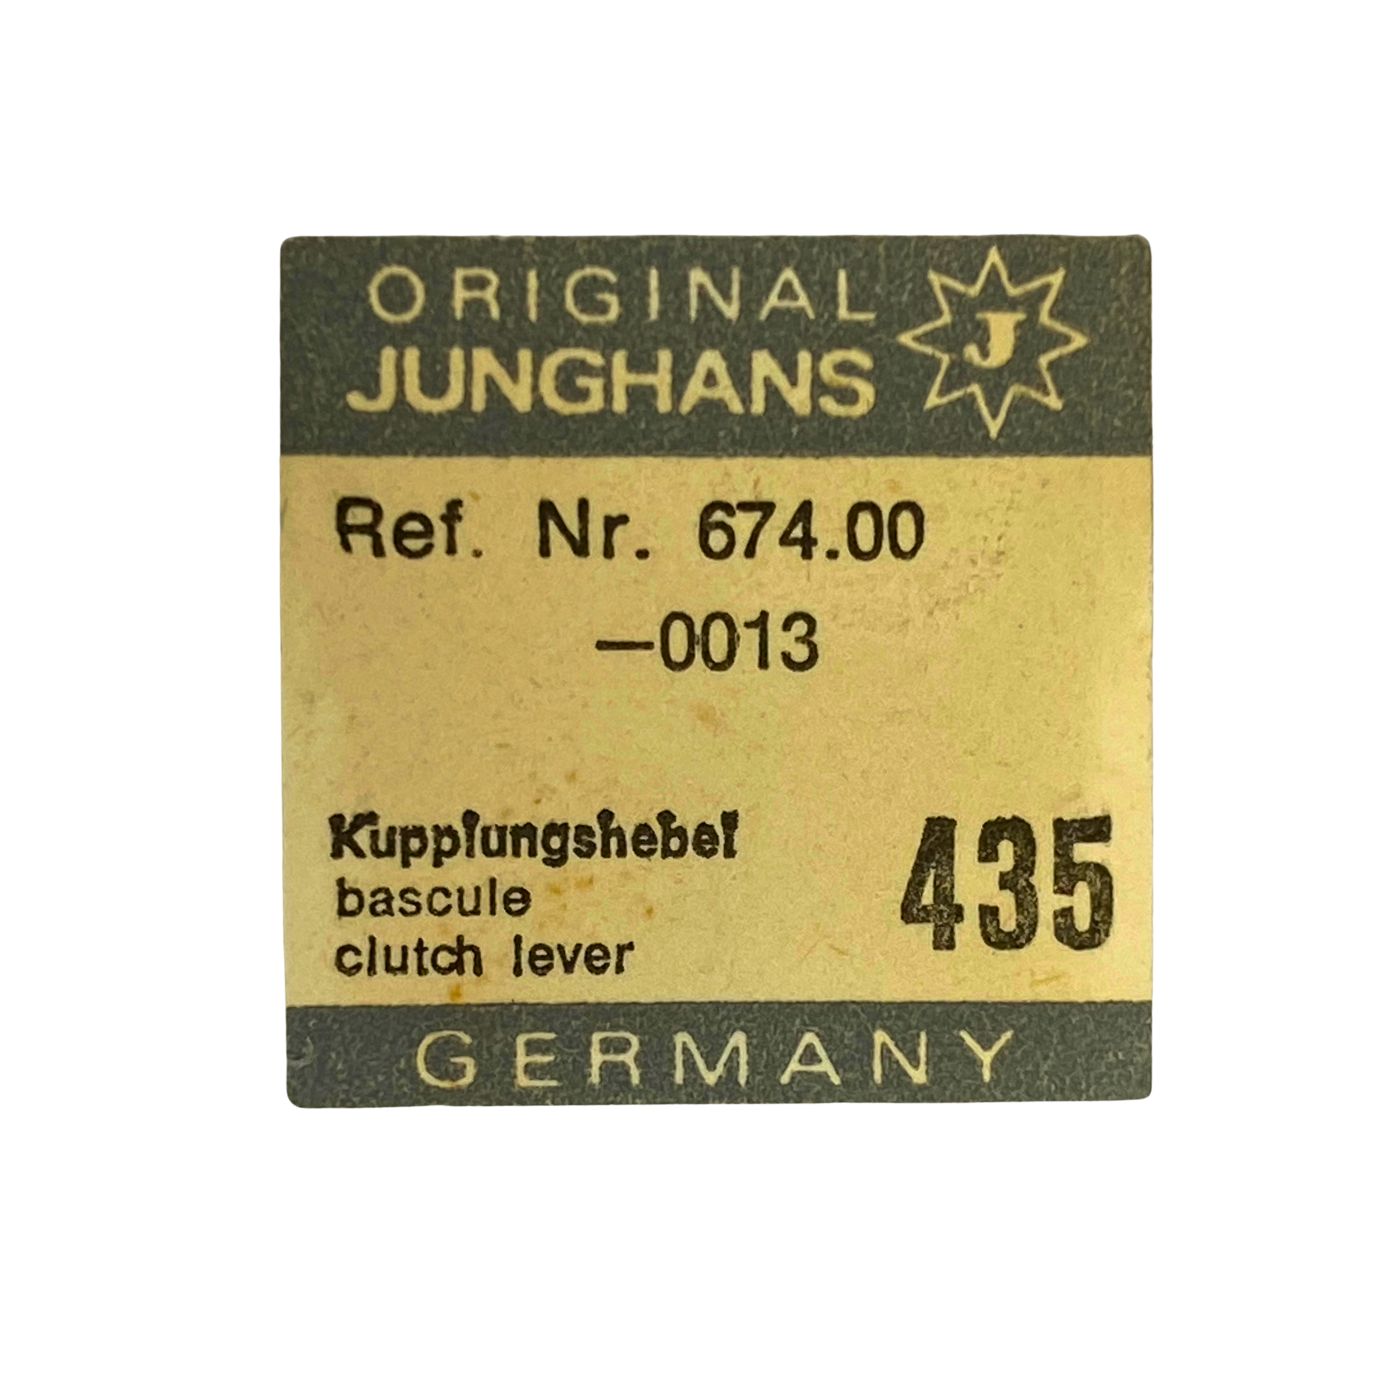 ORIGINAL
JUNGHANS
J
Ref. Nr. 674.00
—0013
Kupplungshebel
bascule
clutch lever
435
GERMANY